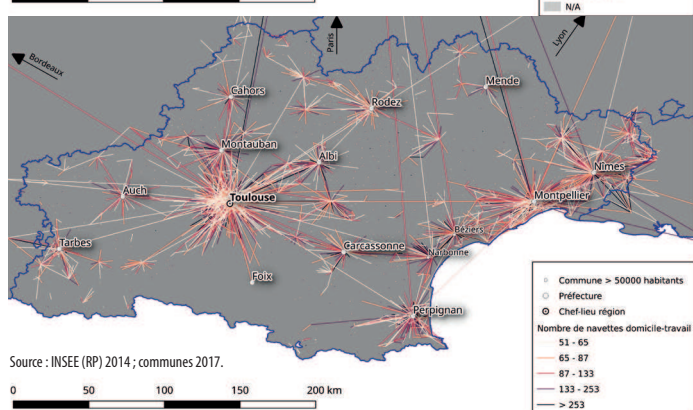 N/A
Bordeaux
Paris
Lyon
Cahors
Mende
Rodez
Montauban
Albi
Nîmes
Auch
Toulouse
Montpellier
Tarbes
Béziers
Carcassonne
Narbonne
Foix
Perpignan
Commune > 50000 habitants
Préfecture
Chef-lieu région
Nombre de navettes domicile-travail
51 - 65
65 - 87
87 - 133
133 - 253
> 253
Source : INSEE (RP) 2014 ; communes 2017.
0 50 100 150 200 km